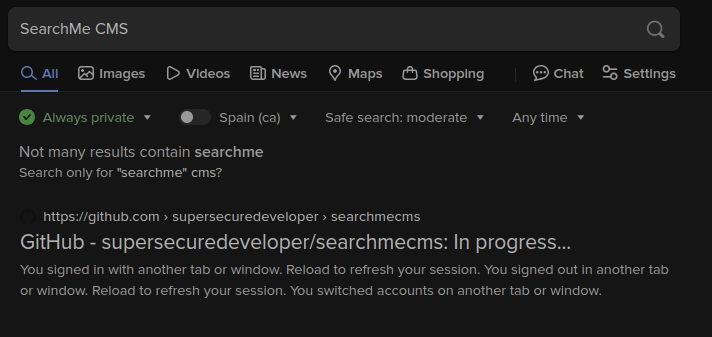 SearchMe CMS
All Images Videos News Maps Shopping Chat Settings
Always private Spain (ca) Safe search: moderate Any time
Not many results contain searchme
Search only for "searchme" cms?
https://github.com › supersecuredeveloper › searchmecms
GitHub - supersecuredeveloper/searchmecms: In progress...
You signed in with another tab or window. Reload to refresh your session. You signed out in another tab
or window. Reload to refresh your session. You switched accounts on another tab or window.